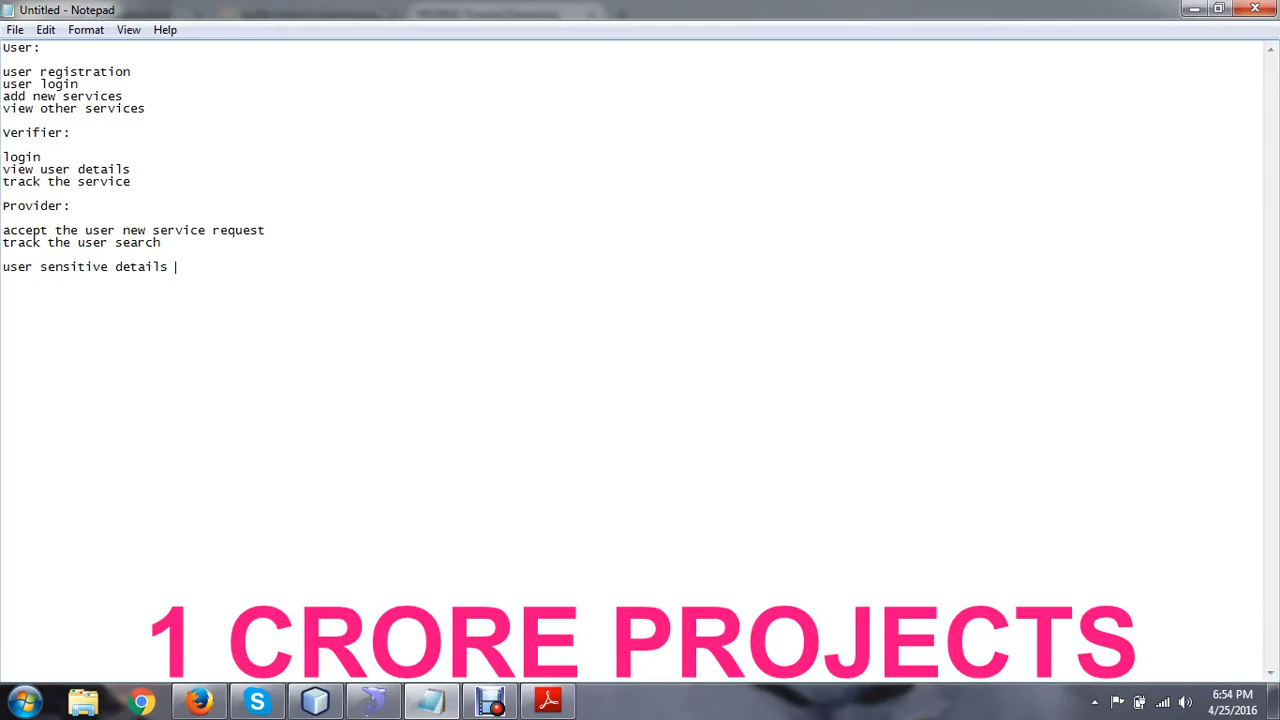 Untitled - Notepad
File Edit Format View Help
User:
user registration
user login
add new services
view other services
Verifier:
login
view user details
track the service
Provider:
accept the user new service request
track the user search
user sensitive details
1 CRORE PROJECTS
6:54 PM
4/25/2016